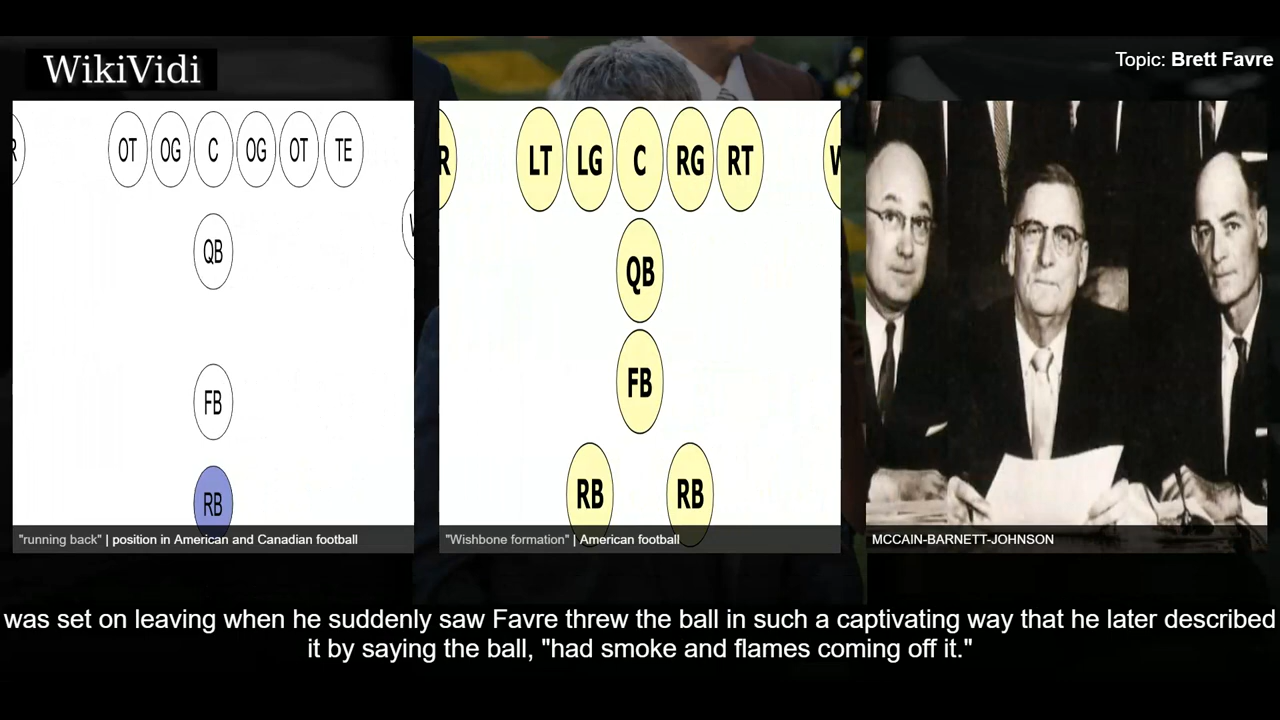 WikiVidi
Topic: Brett Favre
R OT OG C OG OT TE
QB
FB
RB
R LT LG C RG RT W
QB
FB
RB RB
"running back" | position in American and Canadian football
"Wishbone formation" | American football
MCCAIN-BARNETT-JOHNSON
was set on leaving when he suddenly saw Favre threw the ball in such a captivating way that he later described
it by saying the ball, "had smoke and flames coming off it."